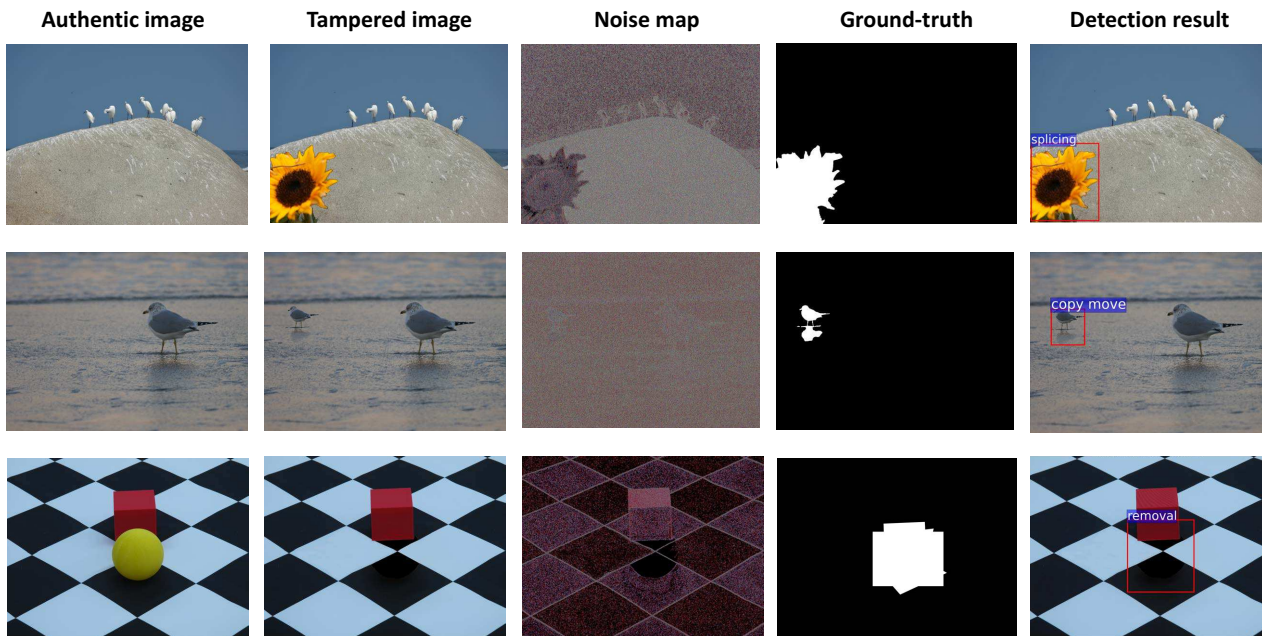 Authentic image
Tampered image
Noise map
Ground-truth
Detection result
splicing
copy move
removal